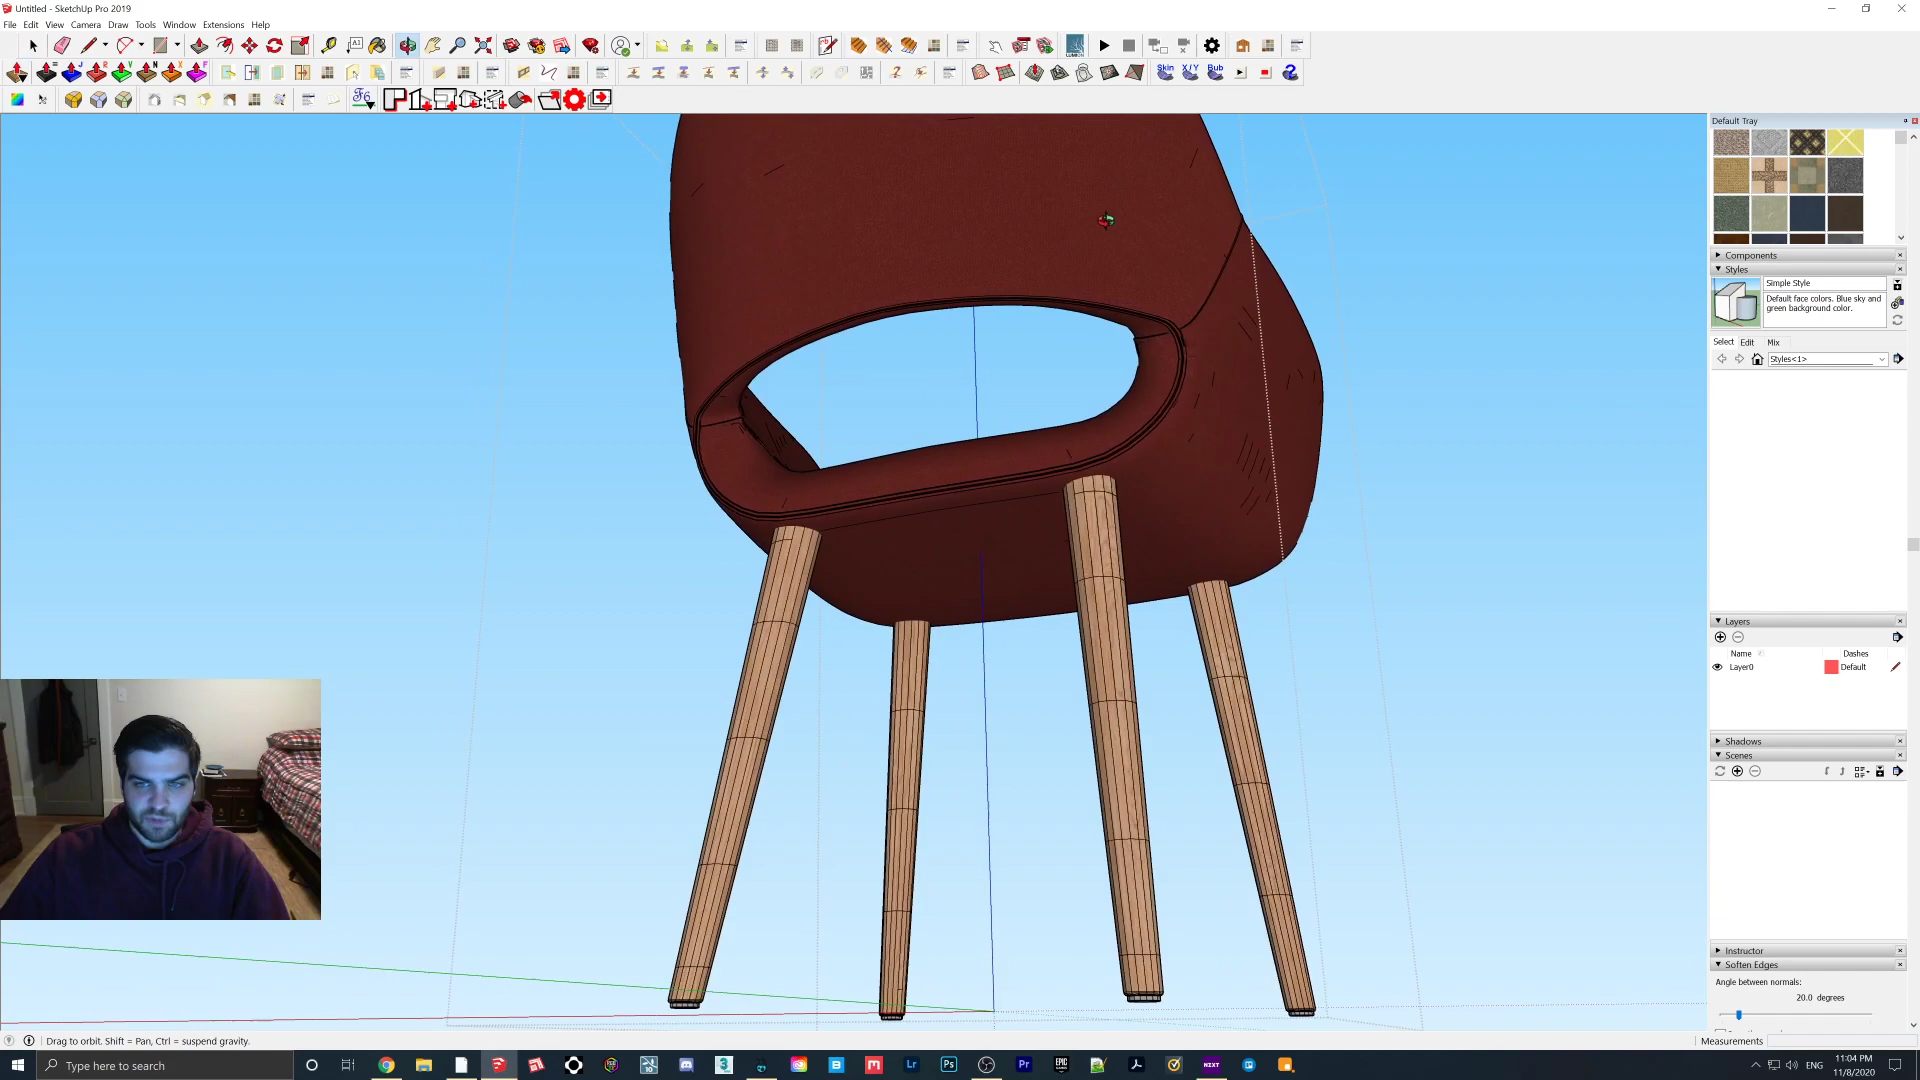 Untitled - SketchUp Pro 2019
File Edit View Camera Draw Tools Window Extensions Help
Default Tray
Components
Styles
Simple Style
Default face colors. Blue sky and
green background color.
Select Edit Mix
Styles<1>
Layers
Name Dashes
Layer0 Default
Shadows
Scenes
Instructor
Soften Edges
Angle between normals:
20.0 degrees
Drag to orbit. Shift = Pan, Ctrl = suspend gravity.
Measurements
Type here to search
ENG
11:04 PM
11/8/2020